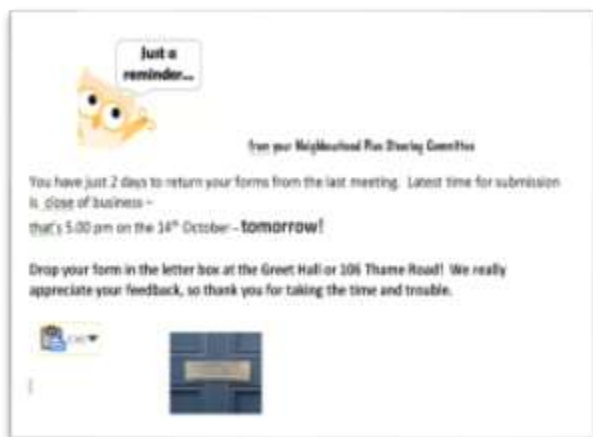 Just a
reminder...
from your Neighbourhood Plan Steering Committee
You have just 2 days to return your forms from the last meeting. Latest time for submission
is close of business –
that's 5.00 pm on the 14th October – tomorrow!
Drop your form in the letter box at the Greet Hall or 106 Thame Road! We really
appreciate your feedback, so thank you for taking the time and trouble.
(Ctrl)